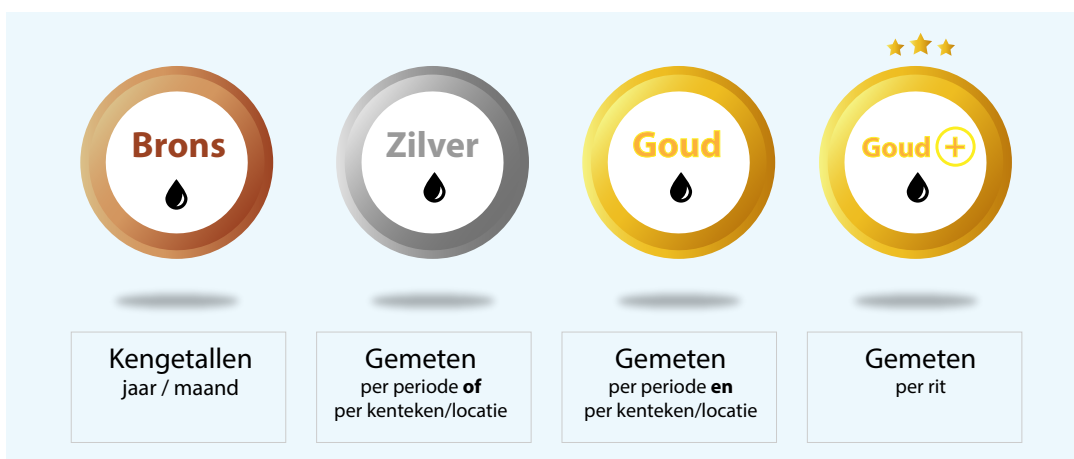 Brons
Zilver
Goud
Goud +
Kengetallen
jaar / maand
Gemeten
per periode of
per kenteken/locatie
Gemeten
per periode en
per kenteken/locatie
Gemeten
per rit